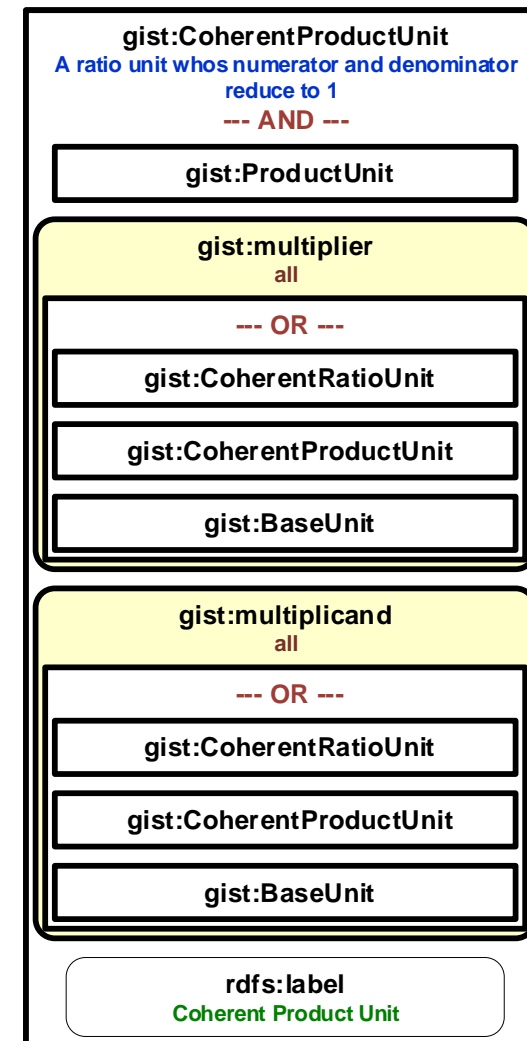 gist:CoherentProductUnit
A ratio unit whos numerator and denominator
reduce to 1
--- AND ---
gist:ProductUnit
gist:multiplier
all
--- OR ---
gist:CoherentRatioUnit
gist:CoherentProductUnit
gist:BaseUnit
gist:multiplicand
all
--- OR ---
gist:CoherentRatioUnit
gist:CoherentProductUnit
gist:BaseUnit
rdfs:label
Coherent Product Unit